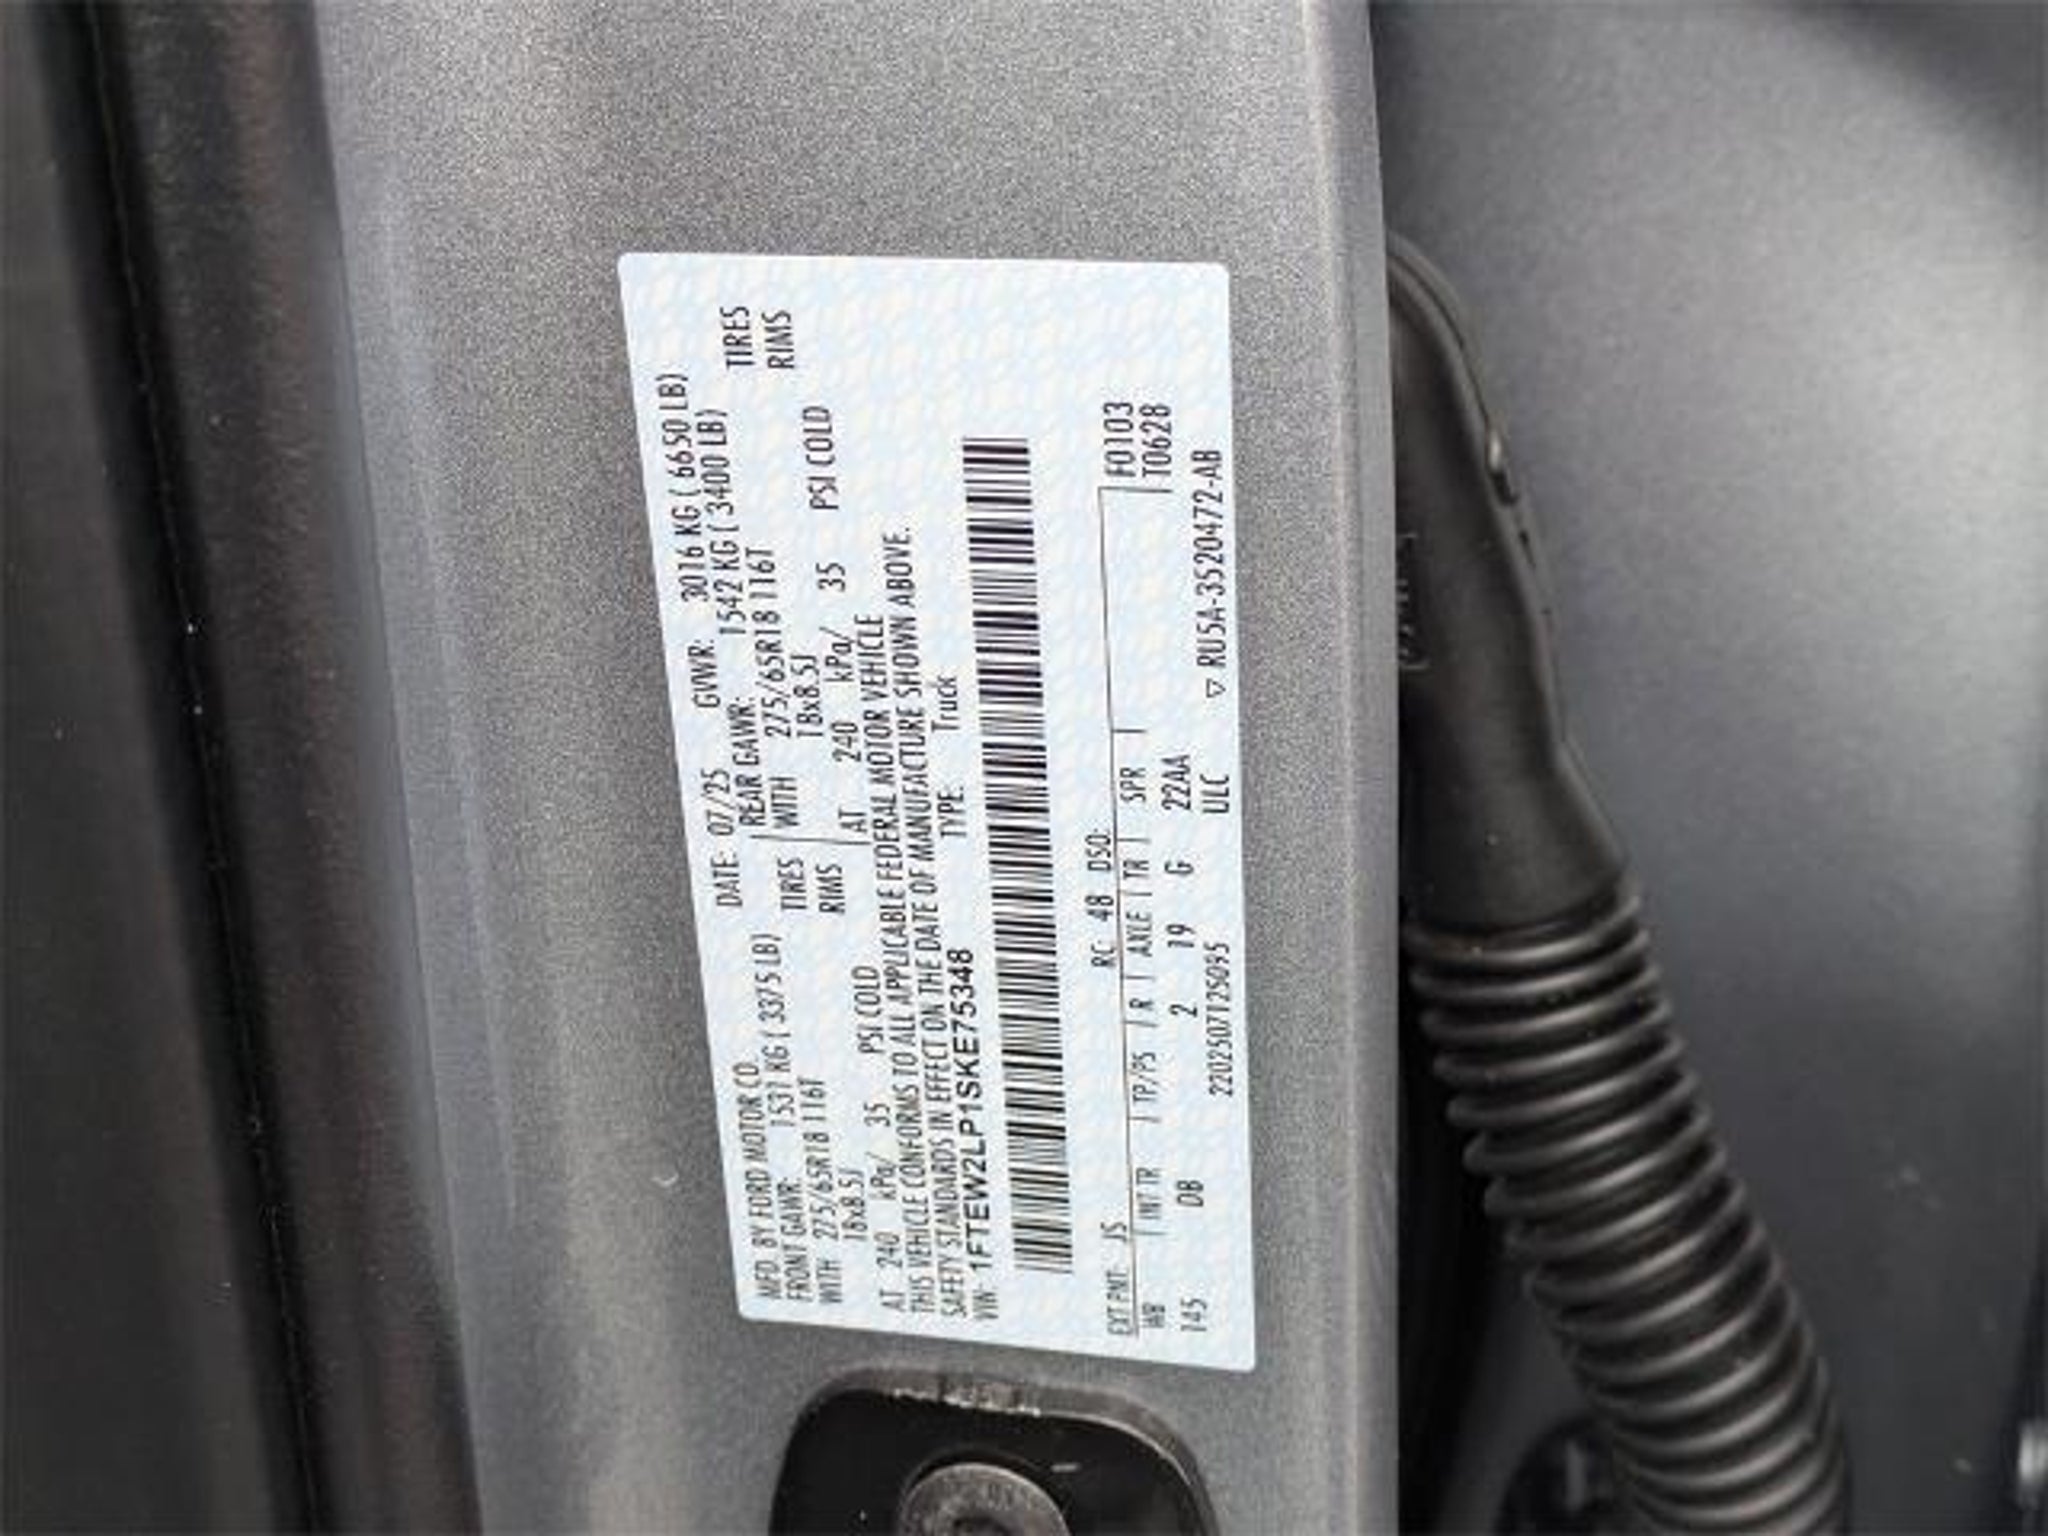 MFD. BY FORD MOTOR CO. DATE: 07/25 GVWR: 3016 KG ( 6650 LB)
FRONT GAWR: 1531 KG ( 3375 LB) REAR GAWR: 1542 KG ( 3400 LB)
WITH 275/65R18 116T TIRES WITH 275/65R18 116T TIRES
18x8.5J RIMS 18x8.5J RIMS
AT 240 kPa/ 35 PSI COLD AT 240 kPa/ 35 PSI COLD
THIS VEHICLE CONFORMS TO ALL APPLICABLE FEDERAL MOTOR VEHICLE
SAFETY STANDARDS IN EFFECT ON THE DATE OF MANUFACTURE SHOWN ABOVE.
VIN: 1FTEW2LP1SKE75348 TYPE: Truck
EXT PNT: JS RC: 48 DSO: F0103
WB INT TR TP/PS R AXLE TR SPR T0628
145 DB 2 19 G 22AA
ULC
220250712S095 ▽ RU5A-3520472-AB